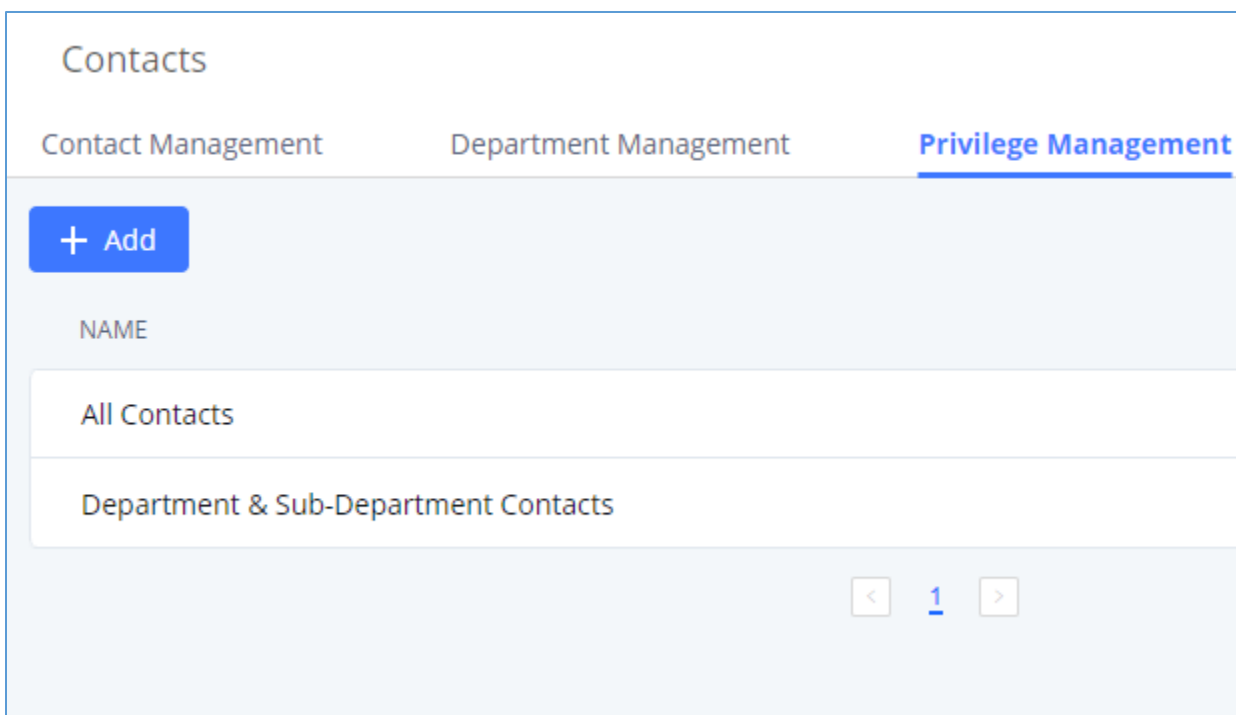 Contacts
Contact Management Department Management Privilege Management
+ Add
NAME
All Contacts
Department & Sub-Department Contacts
< 1 >